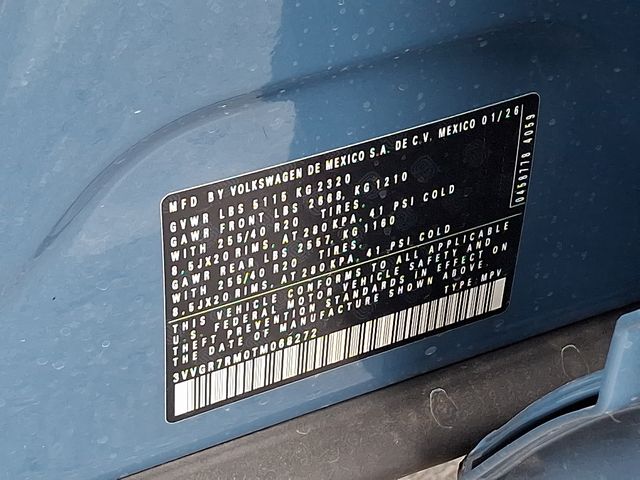 MFD BY VOLKSWAGEN DE MEXICO S.A. DE C.V. MEXICO 01/26
GVWR LBS 5115 KG 2320
GAWR FRONT LBS 2668, KG 1210
WITH 255/40 R20 TIRES.
8.5JX20 RIMS, AT 280 KPA, 41 PSI COLD
GAWR REAR LBS 2557, KG 1160
WITH 255/40 R20 TIRES.
8.5JX20 RIMS, AT 280 KPA, 41 PSI COLD
THIS VEHICLE CONFORMS TO ALL APPLICABLE
U.S. FEDERAL MOTOR VEHICLE SAFETY AND
THEFT PREVENTION STANDARDS IN EFFECT ON
THE DATE OF MANUFACTURE SHOWN ABOVE.
3VVGR7RM0TM066272 TYPE: MPV
4059